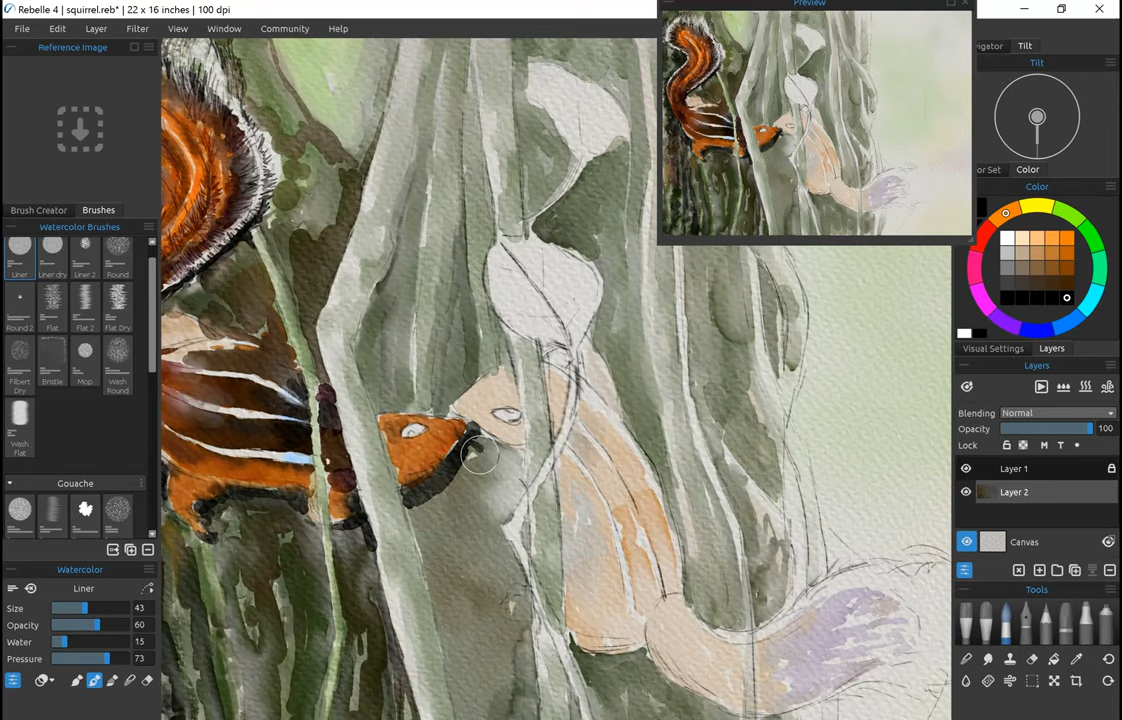 Rebelle 4 | squirrel.reb* | 22 x 16 inches | 100 dpi
Preview
File Edit Layer Filter View Window Community Help
Reference Image
Navigator Tilt
Tilt
Color Set Color
Color
Brush Creator Brushes
Watercolor Brushes
Liner Liner dry Liner 2 Round
Round 2 Flat Flat 2 Flat Dry
Filbert Dry Bristle Mop Wash Round
Wash Flat
Gouache
Watercolor
Liner
Size 43
Opacity 60
Water 15
Pressure 73
Visual Settings Layers
Layers
Blending Normal
Opacity 100
Lock M T
Layer 1
Layer 2
Canvas
Tools